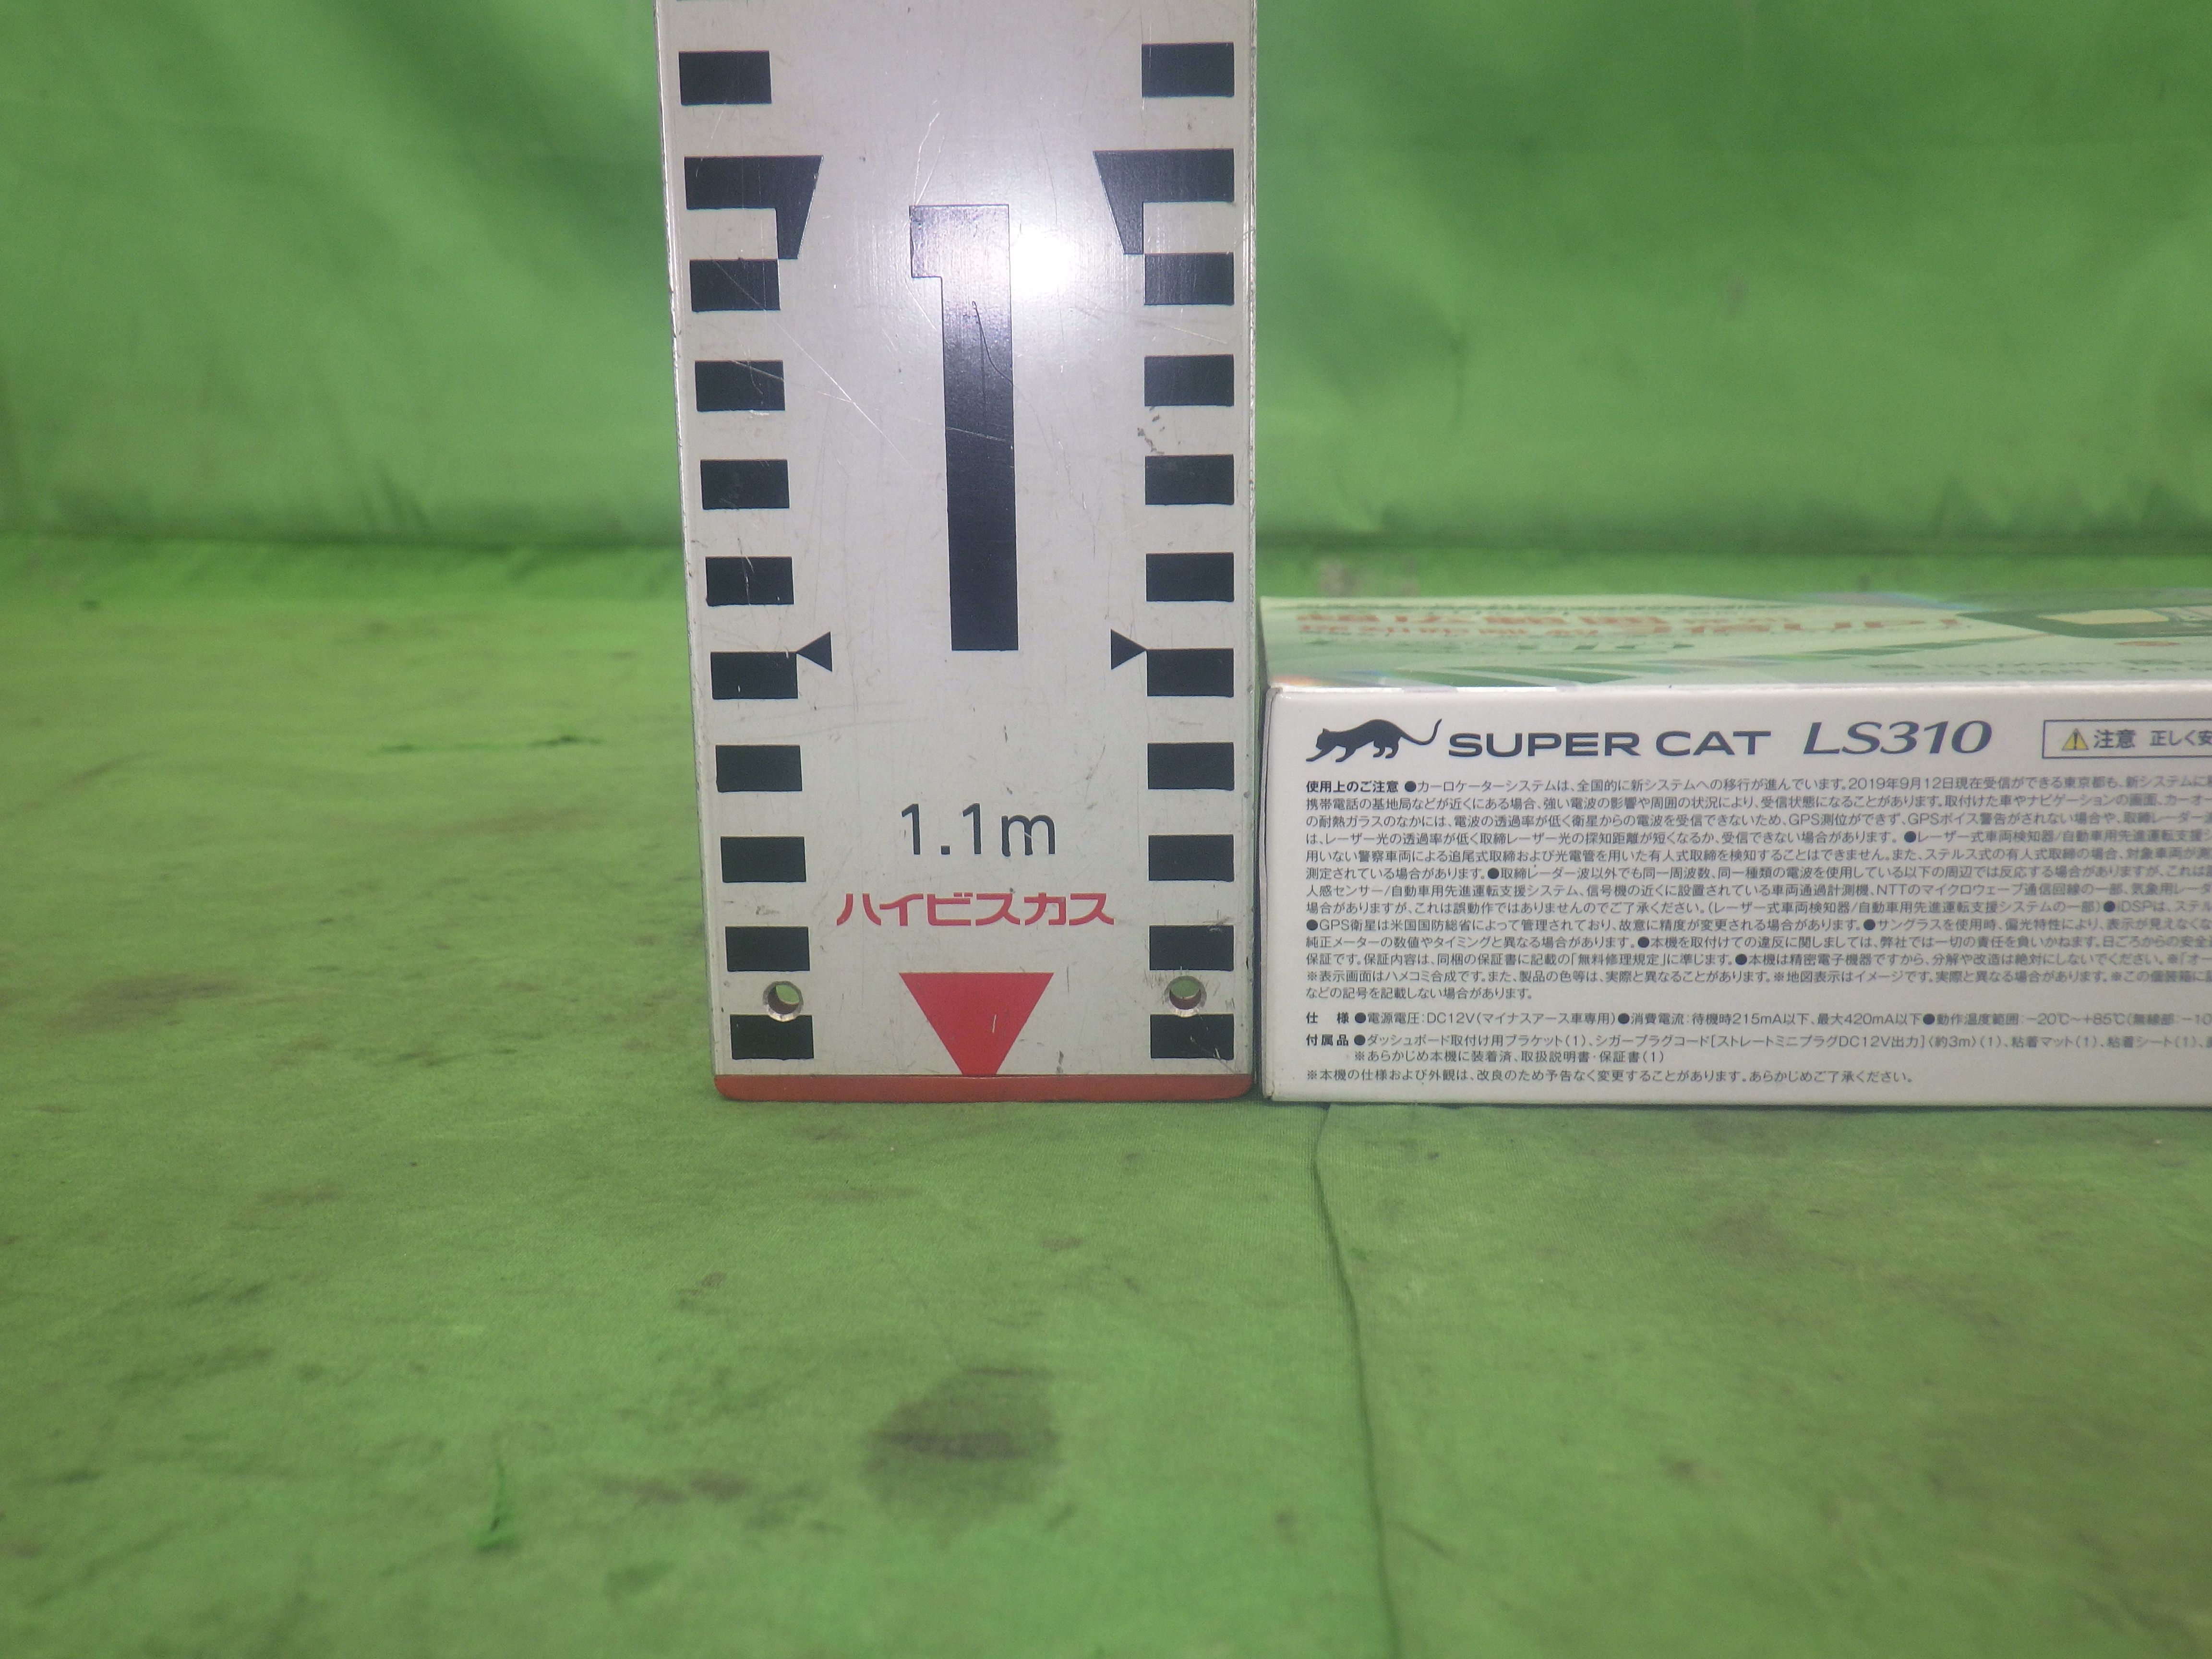 1
1.1m
ハイビスカス
SUPER CAT LS310
注意 正しく安
使用上のご注意 ●カーロケーターシステムは、全国的に新システムへの移行が進んでいます。2019年9月12日現在受信ができる東京都も、新システムに
携帯電話の基地局などが近くにある場合、強い電波の影響や周囲の状況により、受信状態になることがあります。取付けた車やナビゲーションの画面、カーオー
の耐熱ガラスのなかには、電波の透過率が低く衛星からの電波を受信できないため、GPS測位ができず、GPSボイス警告がされない場合や、取締レーダー波
は、レーザー光の透過率が低く取締レーザー光の探知距離が短くなるか、受信できない場合があります。 ●レーザー式車両検知器/自動車用先進運転支援シ
用いない警察車両による追尾式取締および光電管を用いた有人式取締を検知することはできません。また、ステルス式の有人式取締の場合、対象車両が
測定されている場合があります。●取締レーダー波以外でも同一周波数、同一種類の電波を使用している以下の周辺では反応する場合がありますが、これは
人感センサー/自動車用先進運転支援システム、信号機の近くに設置されている車両通過計測機、NTTのマイクロウェーブ通信回線の一部、気象用レーダ
場合がありますが、これは誤動作ではありませんのでご了承ください。(レーザー式車両検知器/自動車用先進運転支援システムの一部)●iDSPは、ステル
●GPS衛星は米国国防総省によって管理されており、故意に精度が変更される場合があります。●サングラスを使用時、偏光特性により、表示が見えなくな
純正メーターの数値やタイミングと異なる場合があります。●本機を取付けての違反に関しましては、弊社では一切の責任を負いかねます。日ごろからの安全
保証です。保証内容は、同梱の保証書に記載の「無料修理規定」に準じます。●本機は精密電子機器ですから、分解や改造は絶対にしないでください。※「オー
※表示画面はハメコミ合成です。また、製品の色等は、実際と異なることがあります。※地図表示はイメージです。実際と異なる場合があります。※この個装箱に
などの記号を記載しない場合があります。
仕 様 ●電源電圧:DC12V(マイナスアース車専用)●消費電流:待機時215mA以下、最大420mA以下●動作温度範囲:-20℃~+85℃(無線部:-10
付属品 ●ダッシュボード取付け用ブラケット(1)、シガープラグコード[ストレートミニプラグDC12V出力](約3m)(1)、粘着マット(1)、粘着シート(1)、
※あらかじめ本機に装着済、取扱説明書・保証書(1)
※本機の仕様および外観は、改良のため予告なく変更することがあります。あらかじめご了承ください。